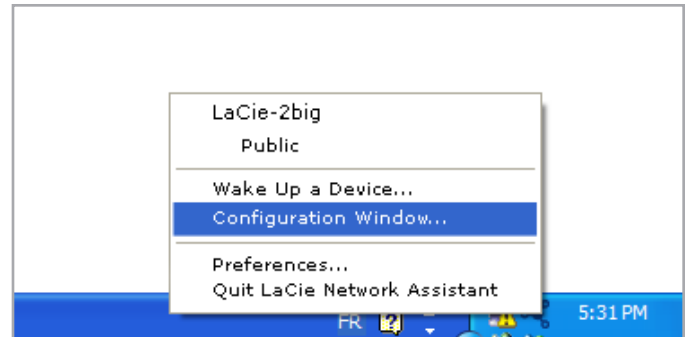 LaCie-2big
Public
Wake Up a Device...
Configuration Window...
Preferences...
Quit LaCie Network Assistant
FR ? 5:31 PM